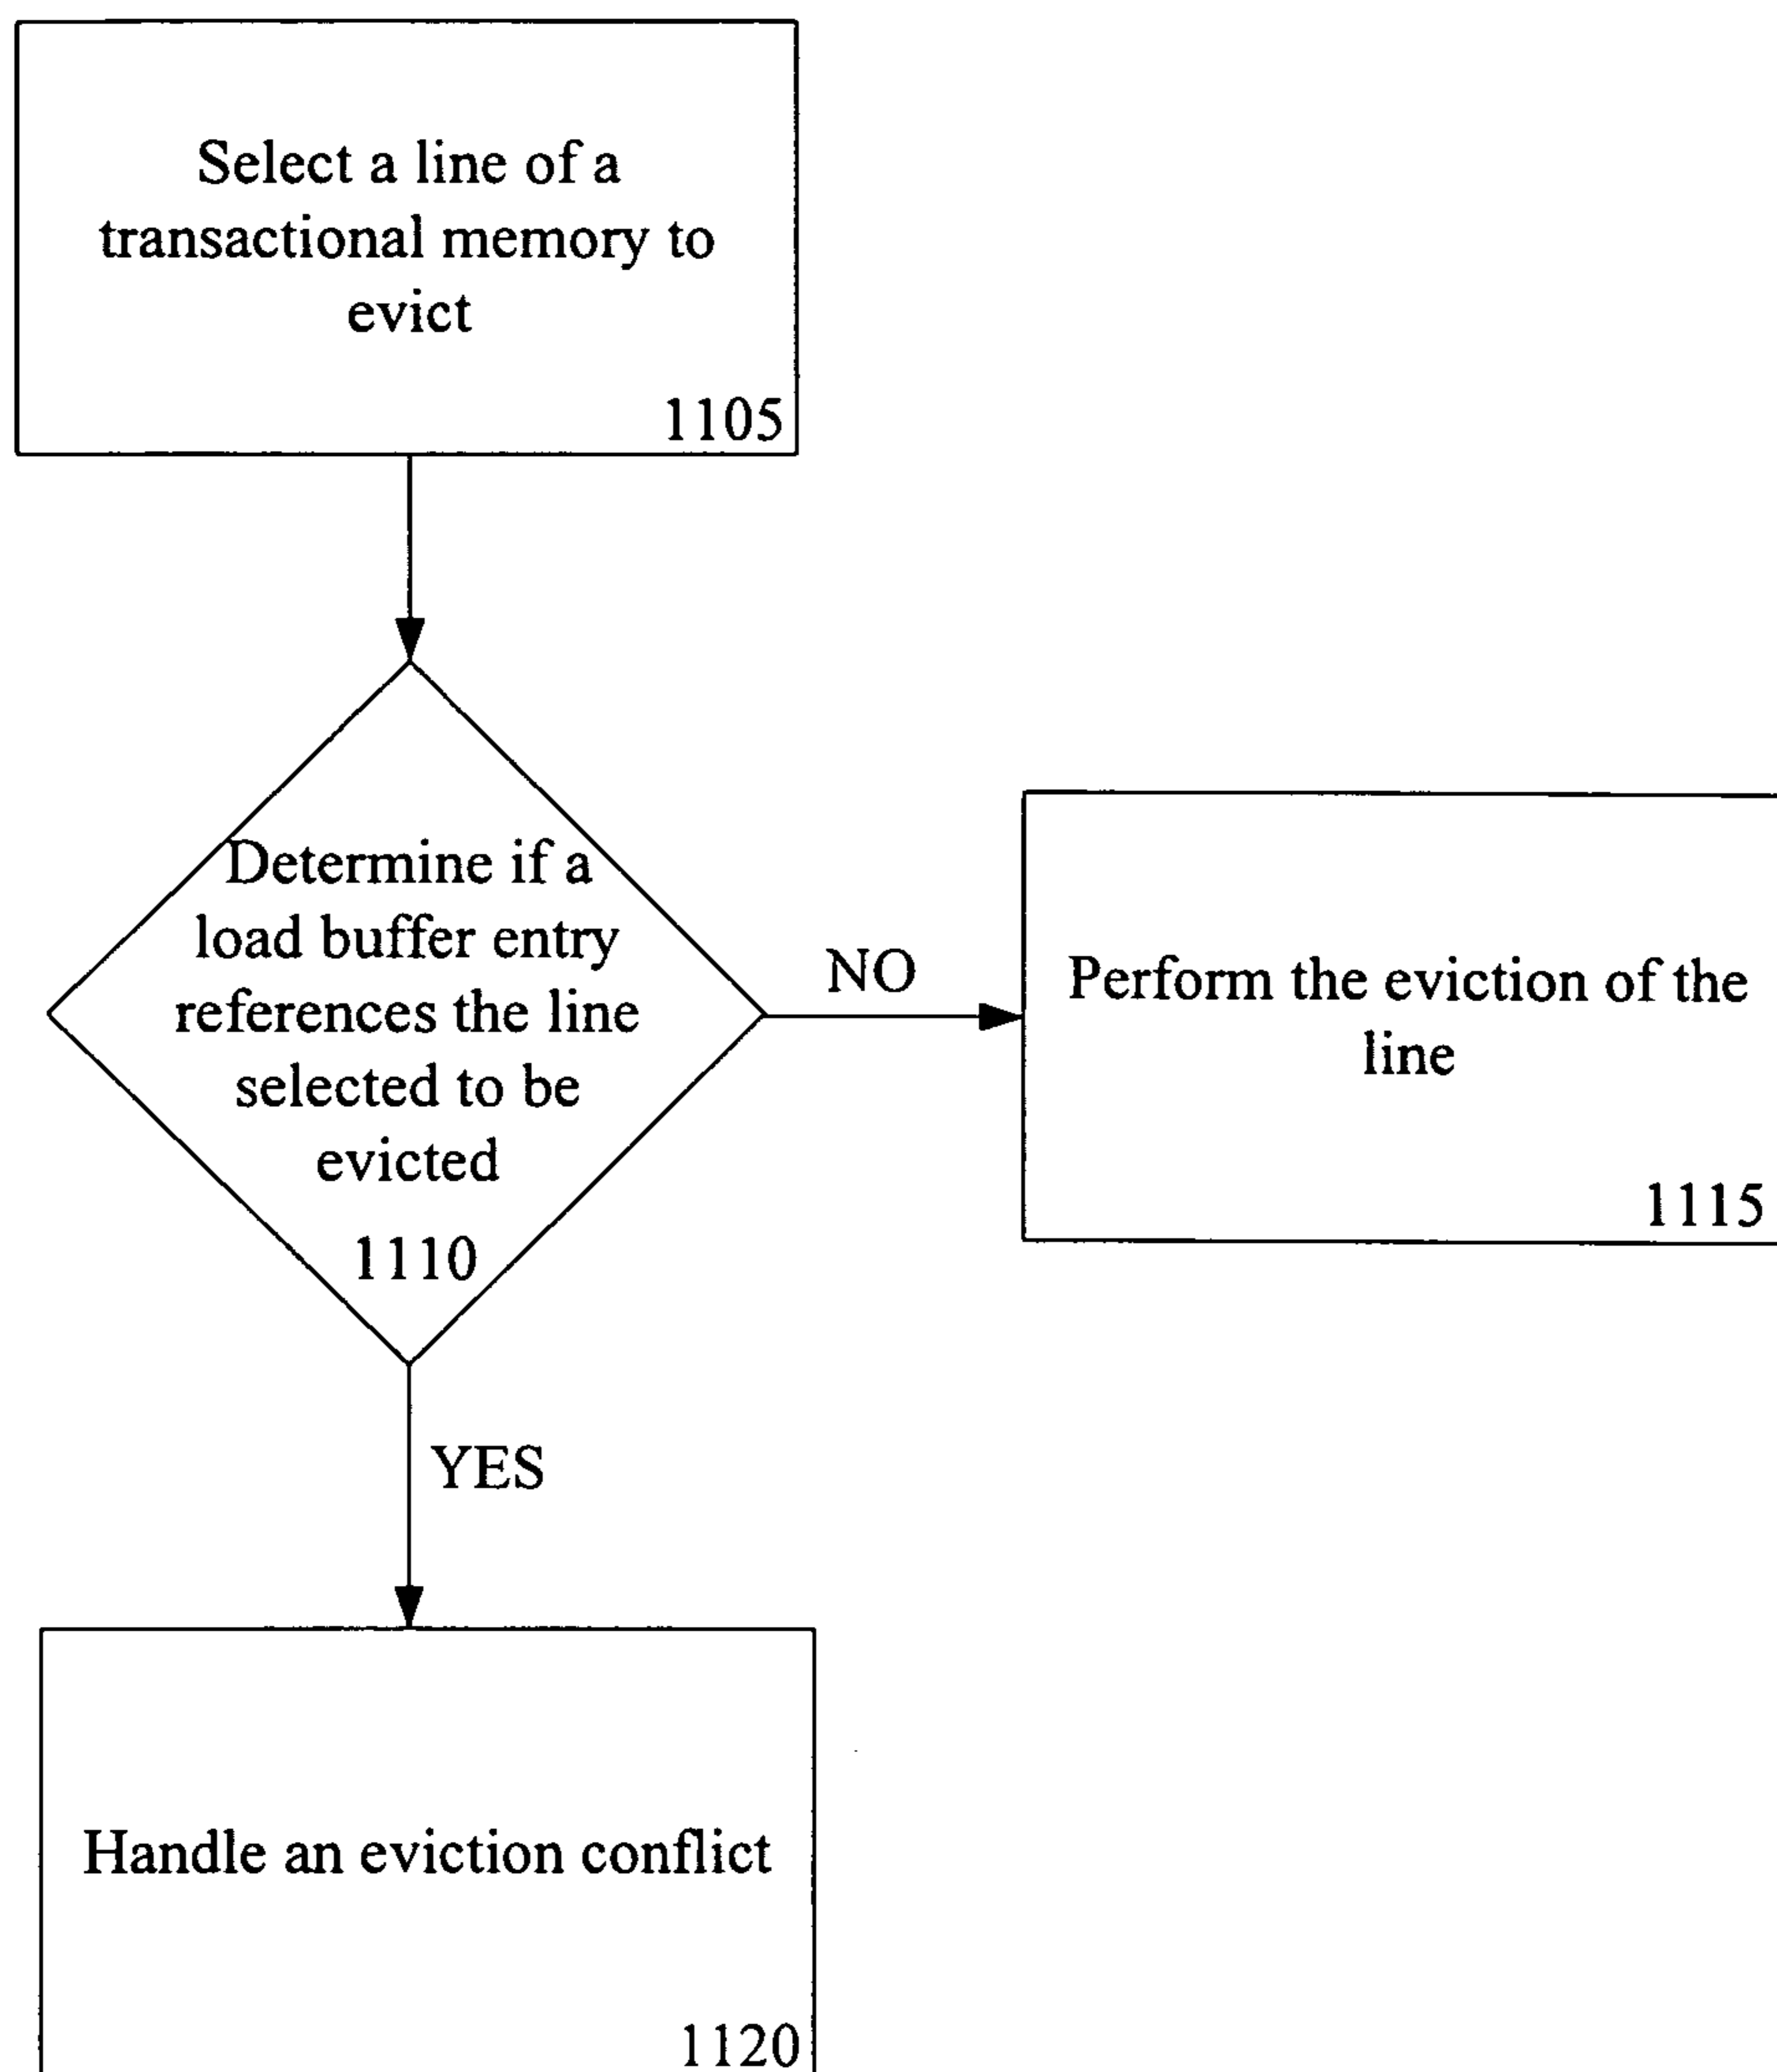 Select a line of a
transactional memory to
evict
1105
Determine if a
load buffer entry
references the line
selected to be
evicted
1110
NO
Perform the eviction of the
line
1115
YES
Handle an eviction conflict
1120